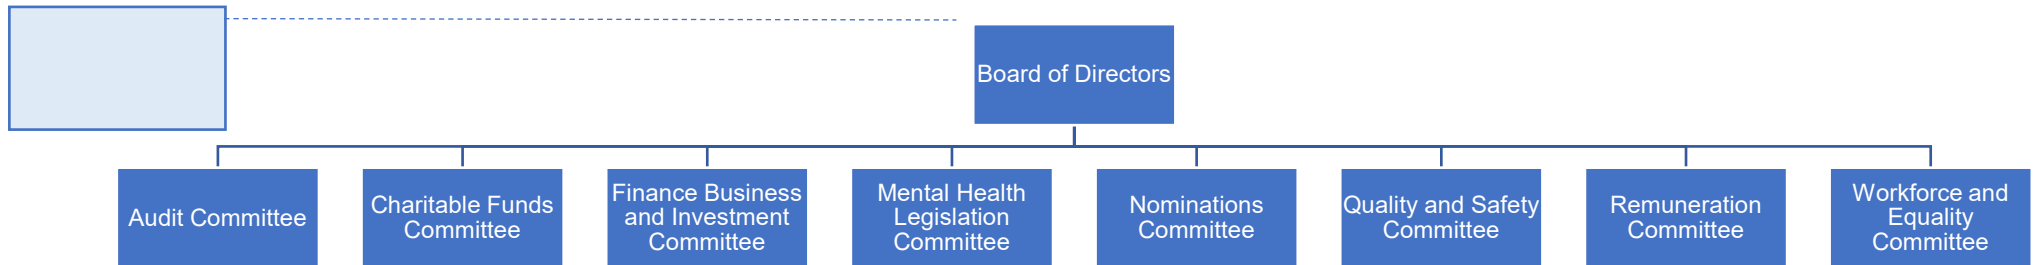 Board of Directors
Audit Committee
Charitable Funds
Committee
Finance Business
and Investment
Committee
Mental Health
Legislation
Committee
Nominations
Committee
Quality and Safety
Committee
Remuneration
Committee
Workforce and
Equality
Committee